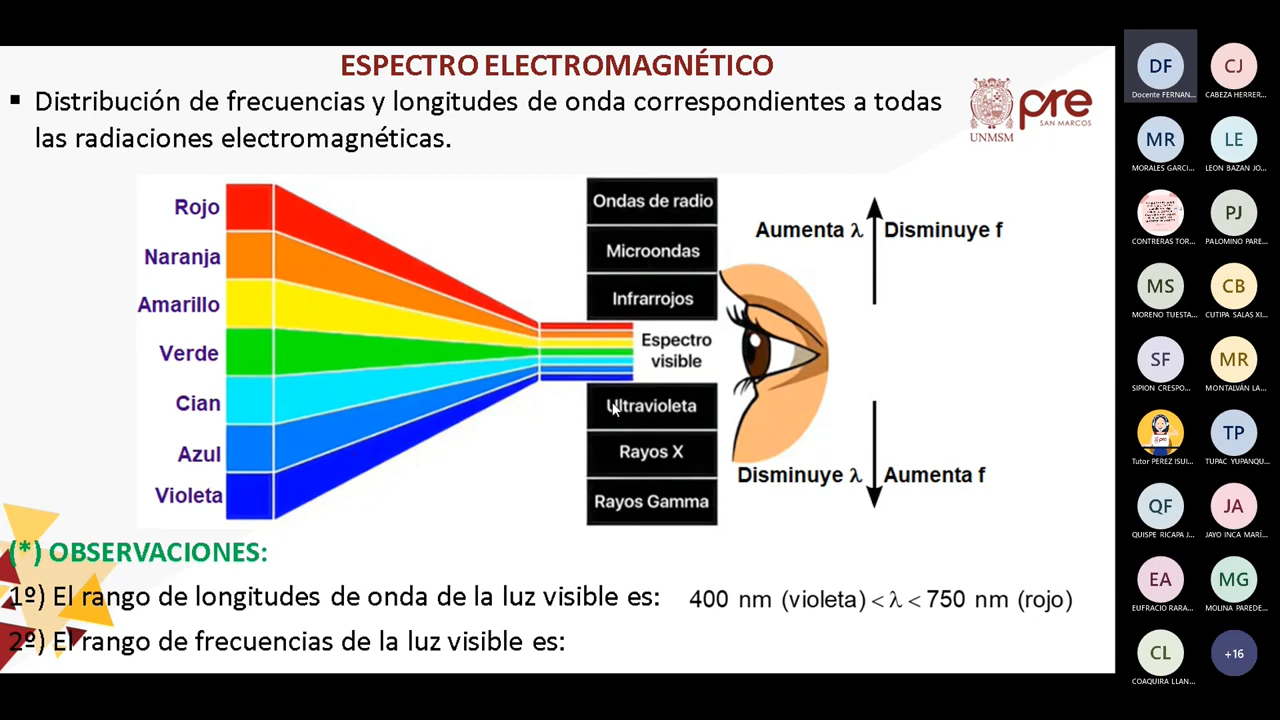 ESPECTRO ELECTROMAGNÉTICO
▪ Distribución de frecuencias y longitudes de onda correspondientes a todas
las radiaciones electromagnéticas.
UNMSM
pre
SAN MARCOS
Rojo
Naranja
Amarillo
Verde
Cian
Azul
Violeta
Ondas de radio
Microondas
Infrarrojos
Espectro
visible
Ultravioleta
Rayos X
Rayos Gamma
Aumenta λ Disminuye f
Disminuye λ Aumenta f
(*) OBSERVACIONES:
1º) El rango de longitudes de onda de la luz visible es: 400 nm (violeta) < λ < 750 nm (rojo)
2º) El rango de frecuencias de la luz visible es:
DF CJ
Docente FERNAN... CABEZA HERRER...
MR LE
MORALES GARCI... LEON BAZAN JO...
PJ
CONTRERAS TOR... PALOMINO PARE...
MS CB
MORENO TUESTA... CUTIPA SALAS XI...
SF MR
SIPION CRESPO... MONTALVÁN LA...
TP
Tutor PEREZ ISUI... TUPAC YUPANQU...
QF JA
QUISPE RICAPA J... JAYO INCA MARÍ...
EA MG
EUFRACIO RARA... MOLINA PAREDE...
CL +16
COAQUIRA LLAN...